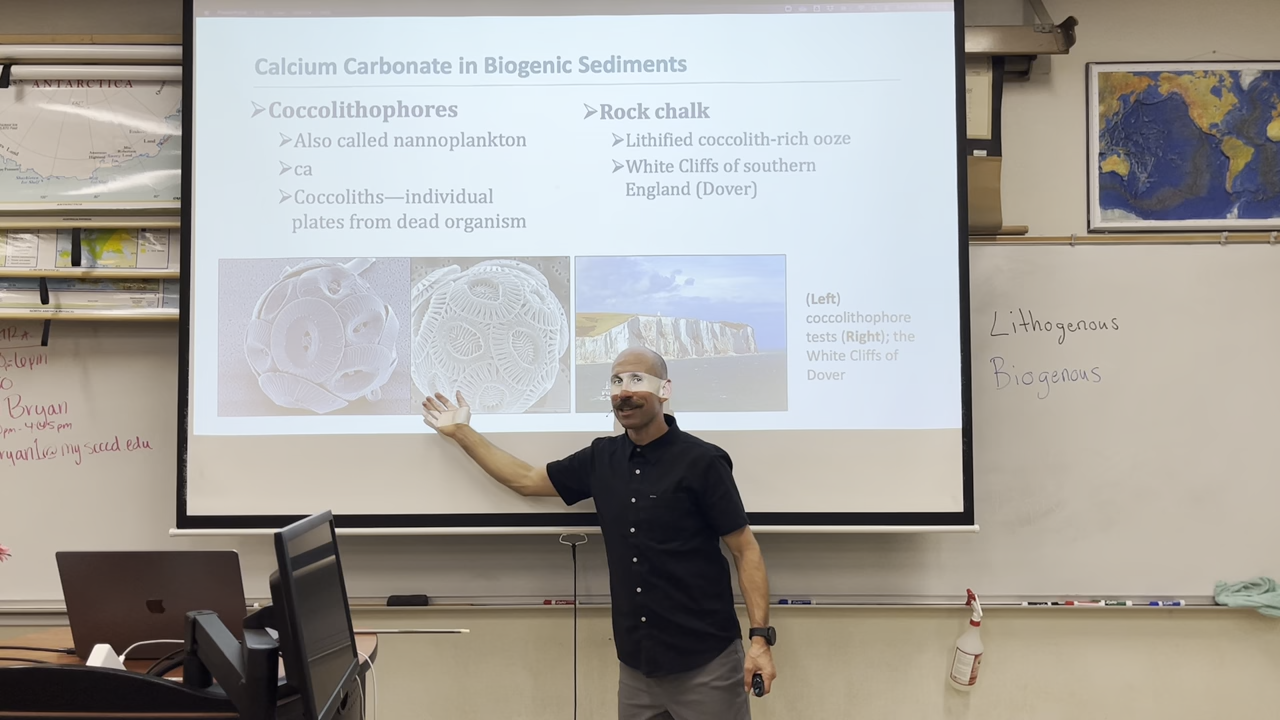 ANTARCTICA
Calcium Carbonate in Biogenic Sediments
➢Coccolithophores
➢Also called nannoplankton
➢ca
➢Coccoliths—individual
plates from dead organism
➢Rock chalk
➢Lithified coccolith-rich ooze
➢White Cliffs of southern
England (Dover)
(Left)
coccolithophore
tests (Right); the
White Cliffs of
Dover
Lithogenous
Biogenous
Bryan